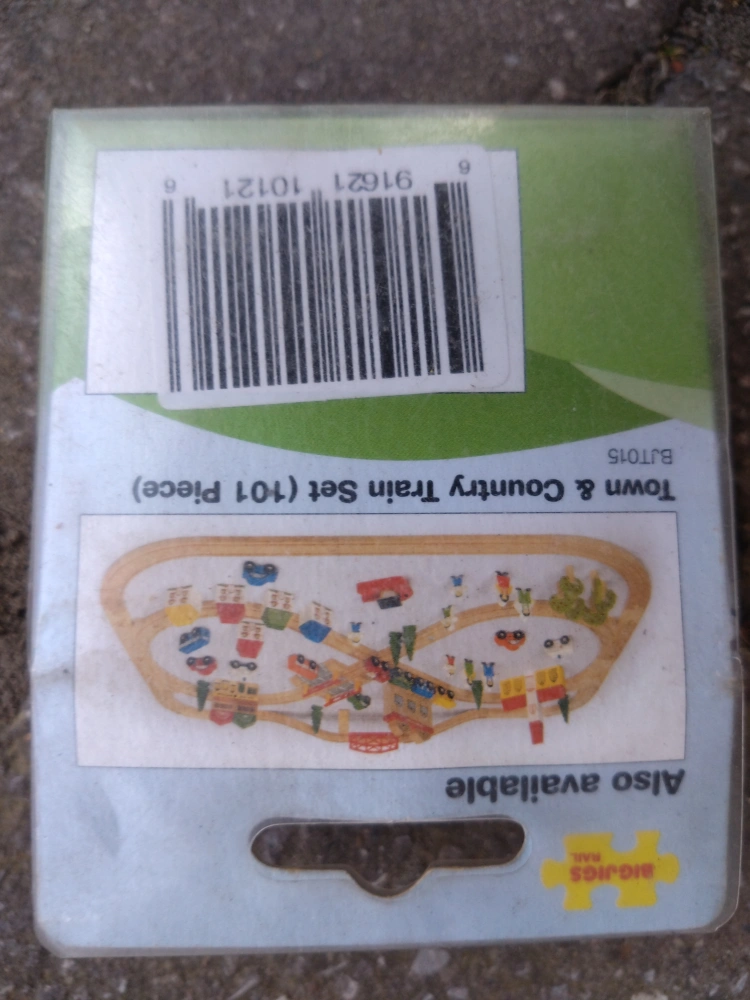 BIGJIGS
RAIL
Also available
Town & Country Train Set (101 Piece)
BJT015
6 91621 10121 6